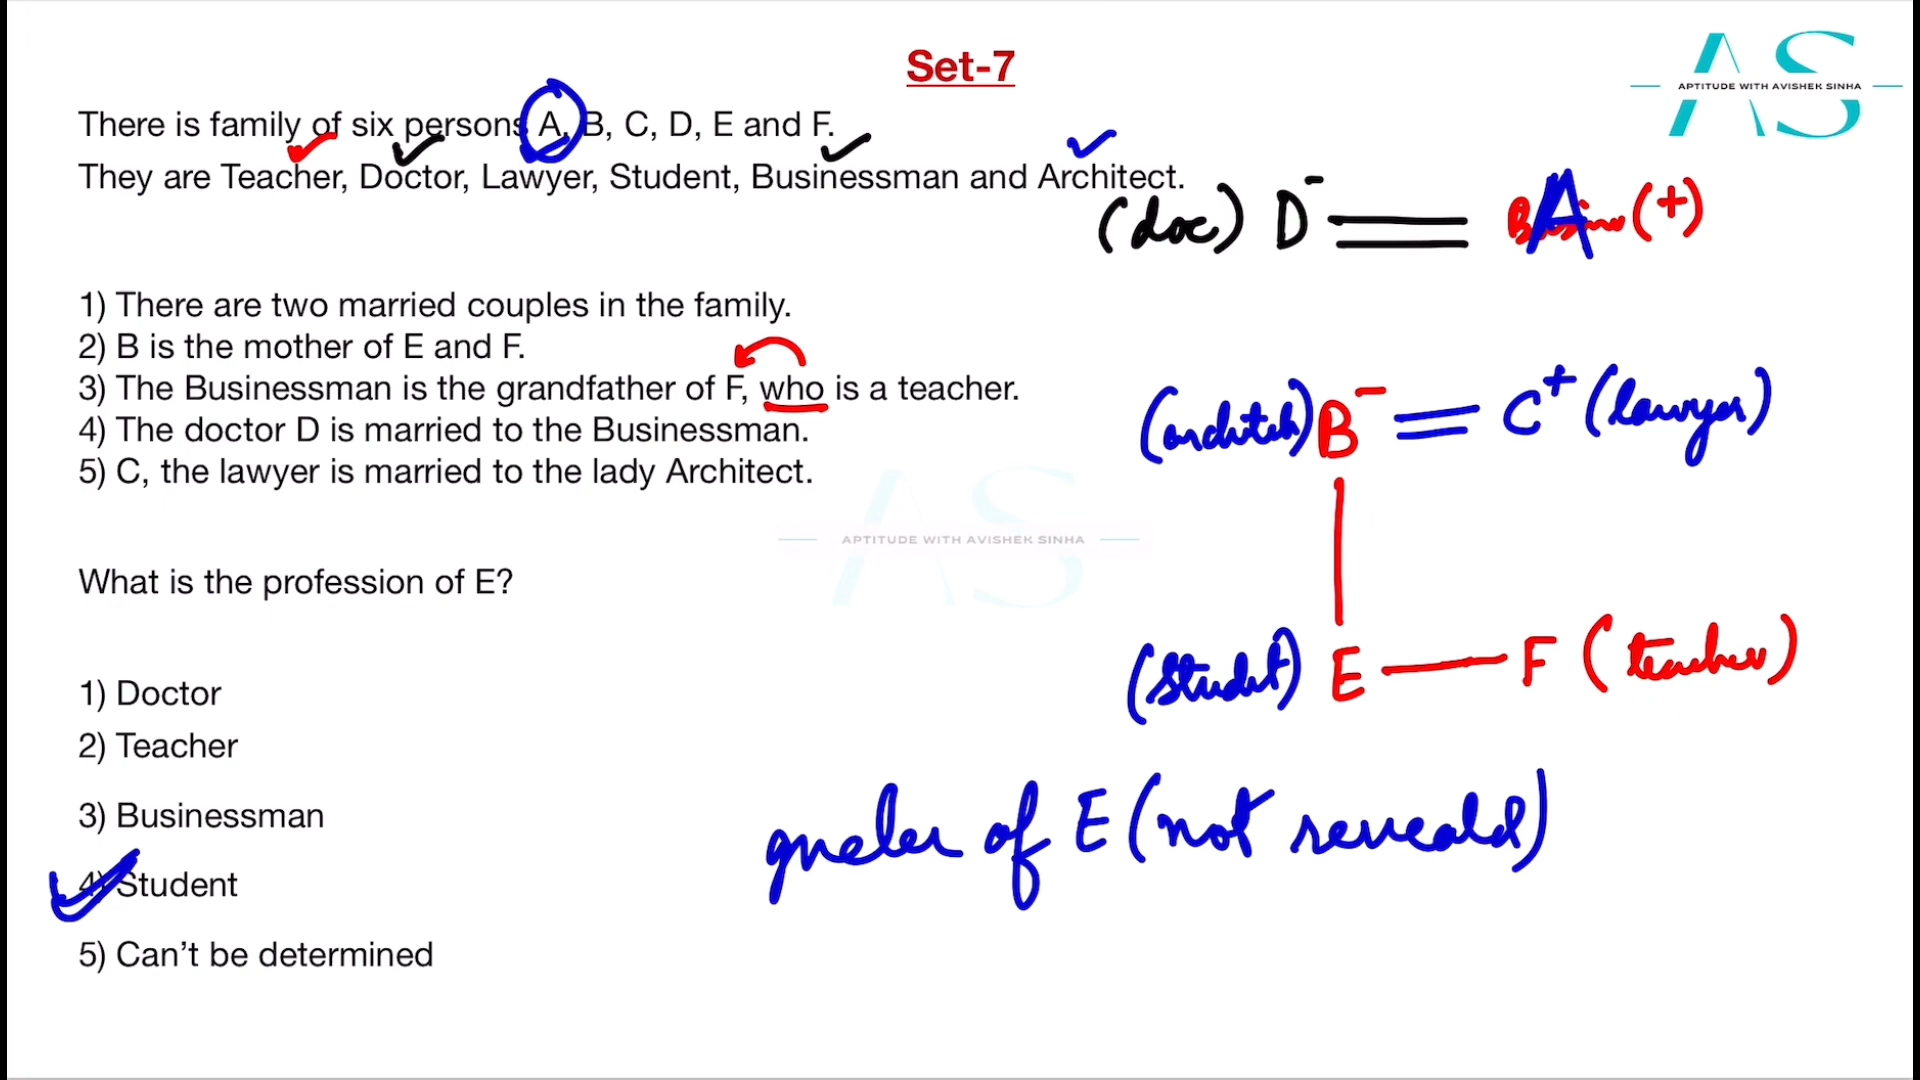 Set-7
AS
APTITUDE WITH AVISHEK SINHA
There is family of six persons A, B, C, D, E and F.
They are Teacher, Doctor, Lawyer, Student, Businessman and Architect.
(doc) D- A (+)
1) There are two married couples in the family.
2) B is the mother of E and F.
3) The Businessman is the grandfather of F, who is a teacher.
4) The doctor D is married to the Businessman.
5) C, the lawyer is married to the lady Architect.
B- = C+ (lawyer)
AS
APTITUDE WITH AVISHEK SINHA
What is the profession of E?
E — F (teacher)
1) Doctor
2) Teacher
3) Businessman
4) Student
5) Can't be determined
of E (not